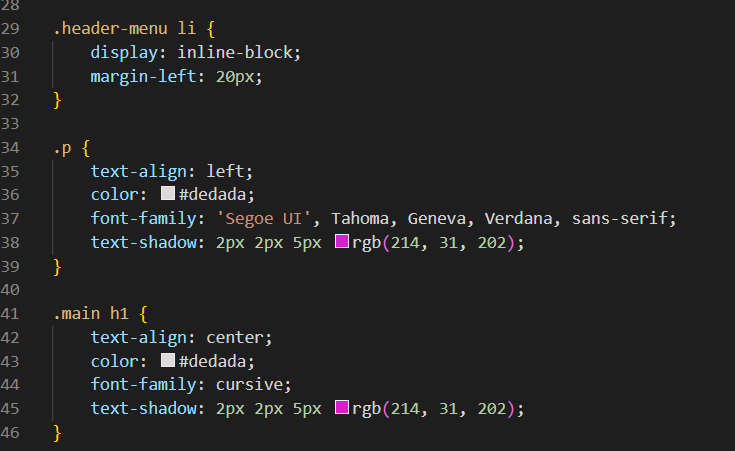 28
29 .header-menu li {
30     display: inline-block;
31     margin-left: 20px;
32 }
33
34 .p {
35     text-align: left;
36     color: #dedada;
37     font-family: 'Segoe UI', Tahoma, Geneva, Verdana, sans-serif;
38     text-shadow: 2px 2px 5px rgb(214, 31, 202);
39 }
40
41 .main h1 {
42     text-align: center;
43     color: #dedada;
44     font-family: cursive;
45     text-shadow: 2px 2px 5px rgb(214, 31, 202);
46 }